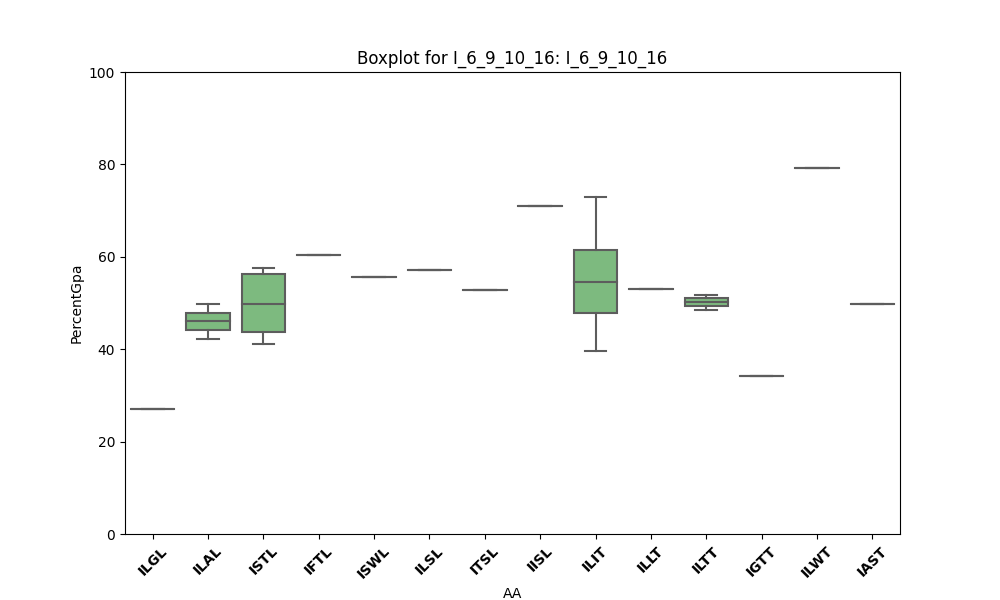 Boxplot for I_6_9_10_16: I_6_9_10_16
100
80
60
40
20
0
PercentGpa
ILGL ILAL ISTL IFTL ISWL ILSL ITSL IISL ILIT ILLT ILTT IGTT ILWT IAST
AA